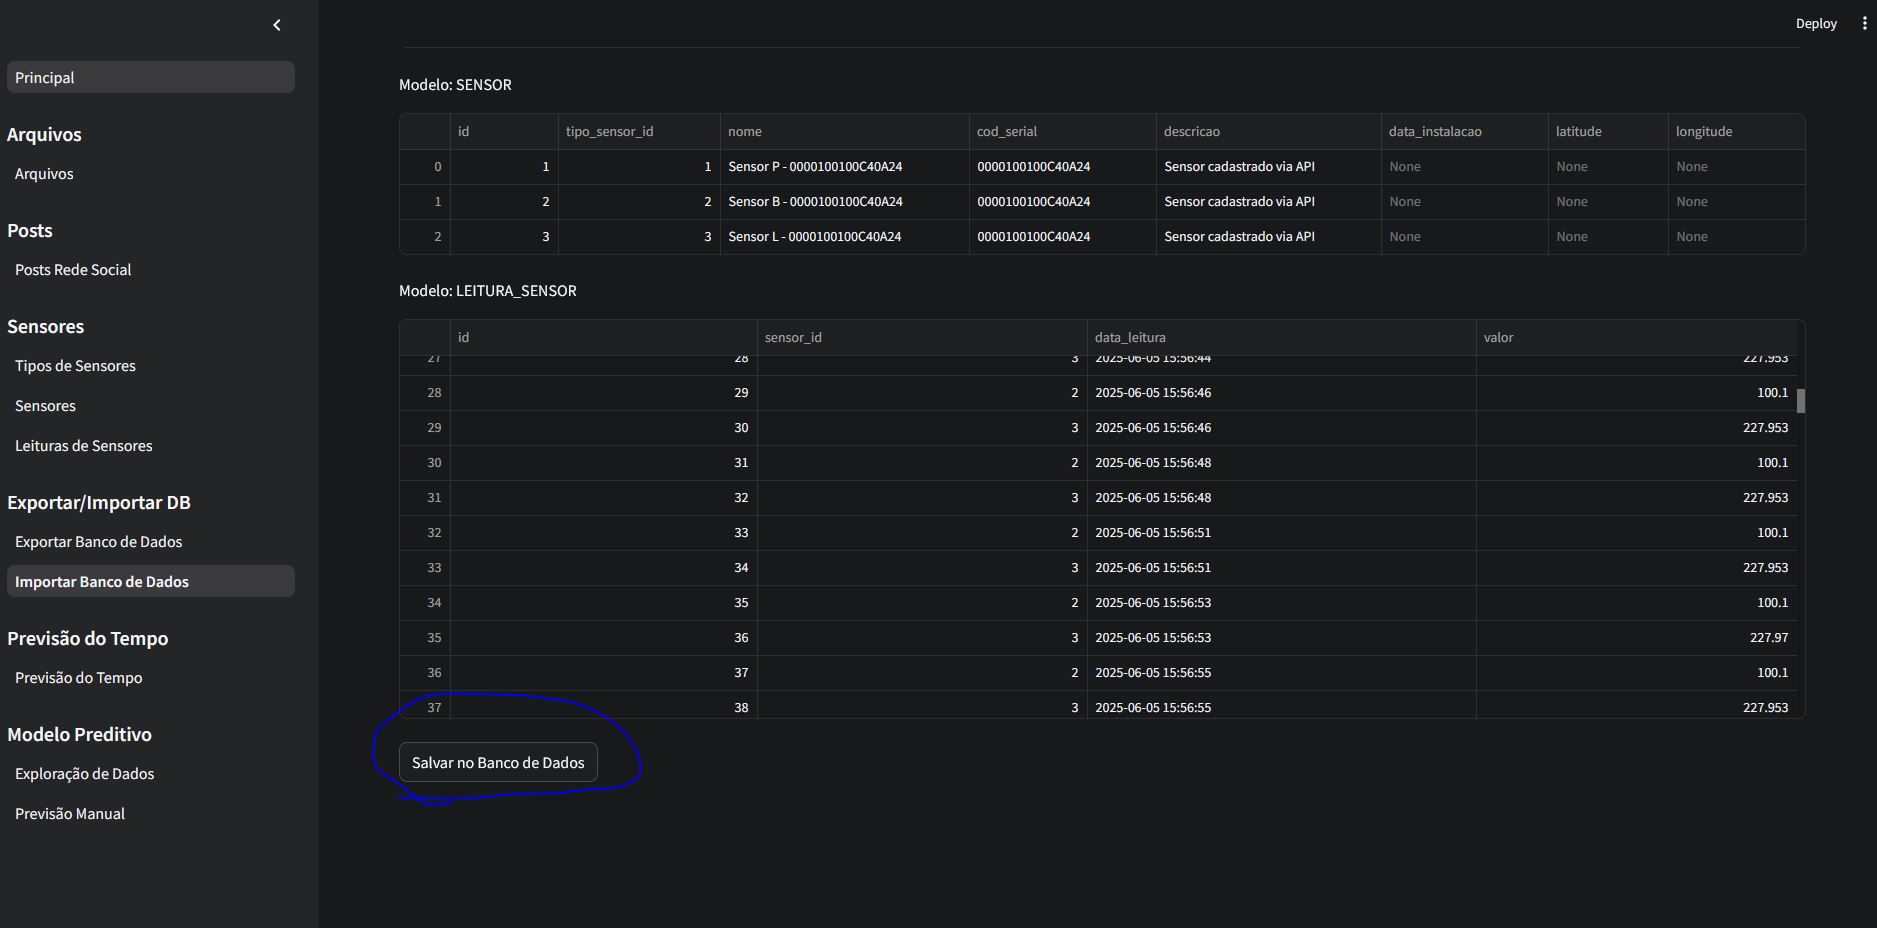 Deploy
Principal
Arquivos
Arquivos
Posts
Posts Rede Social
Sensores
Tipos de Sensores
Sensores
Leituras de Sensores
Exportar/Importar DB
Exportar Banco de Dados
Importar Banco de Dados
Previsão do Tempo
Previsão do Tempo
Modelo Preditivo
Exploração de Dados
Previsão Manual
Modelo: SENSOR
id tipo_sensor_id nome cod_serial descricao data_instalacao latitude longitude
0 1 1 Sensor P - 0000100100C40A24 0000100100C40A24 Sensor cadastrado via API None None None
1 2 2 Sensor B - 0000100100C40A24 0000100100C40A24 Sensor cadastrado via API None None None
2 3 3 Sensor L - 0000100100C40A24 0000100100C40A24 Sensor cadastrado via API None None None
Modelo: LEITURA_SENSOR
id sensor_id data_leitura valor
27 28 3 2025-06-05 15:56:44 227.953
28 29 2 2025-06-05 15:56:46 100.1
29 30 3 2025-06-05 15:56:46 227.953
30 31 2 2025-06-05 15:56:48 100.1
31 32 3 2025-06-05 15:56:48 227.953
32 33 2 2025-06-05 15:56:51 100.1
33 34 3 2025-06-05 15:56:51 227.953
34 35 2 2025-06-05 15:56:53 100.1
35 36 3 2025-06-05 15:56:53 227.97
36 37 2 2025-06-05 15:56:55 100.1
37 38 3 2025-06-05 15:56:55 227.953
Salvar no Banco de Dados